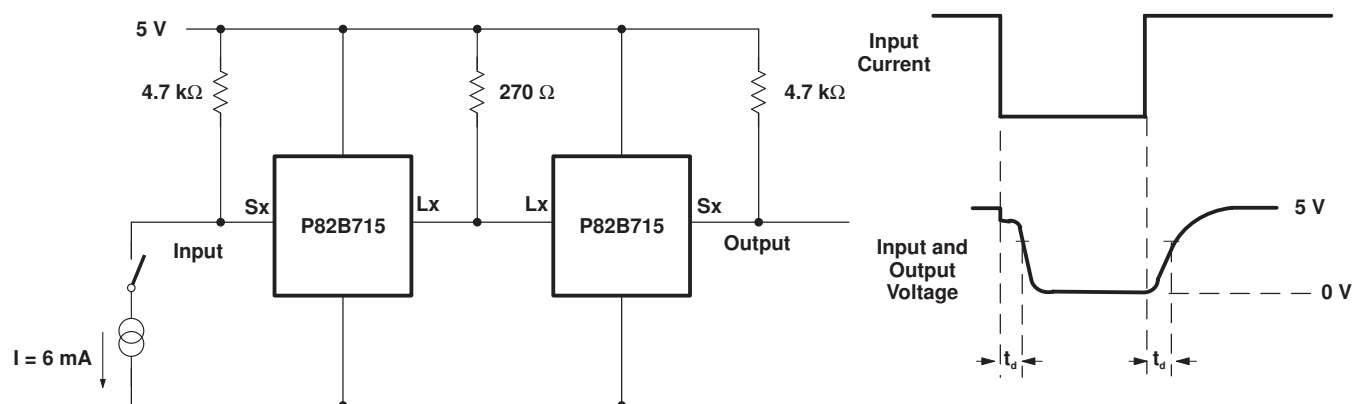 5 V
4.7 kΩ
270 Ω
4.7 kΩ
Sx
P82B715
Lx
Lx
P82B715
Sx
Input
Output
I = 6 mA
Input
Current
Input and
Output
Voltage
5 V
0 V
td
td